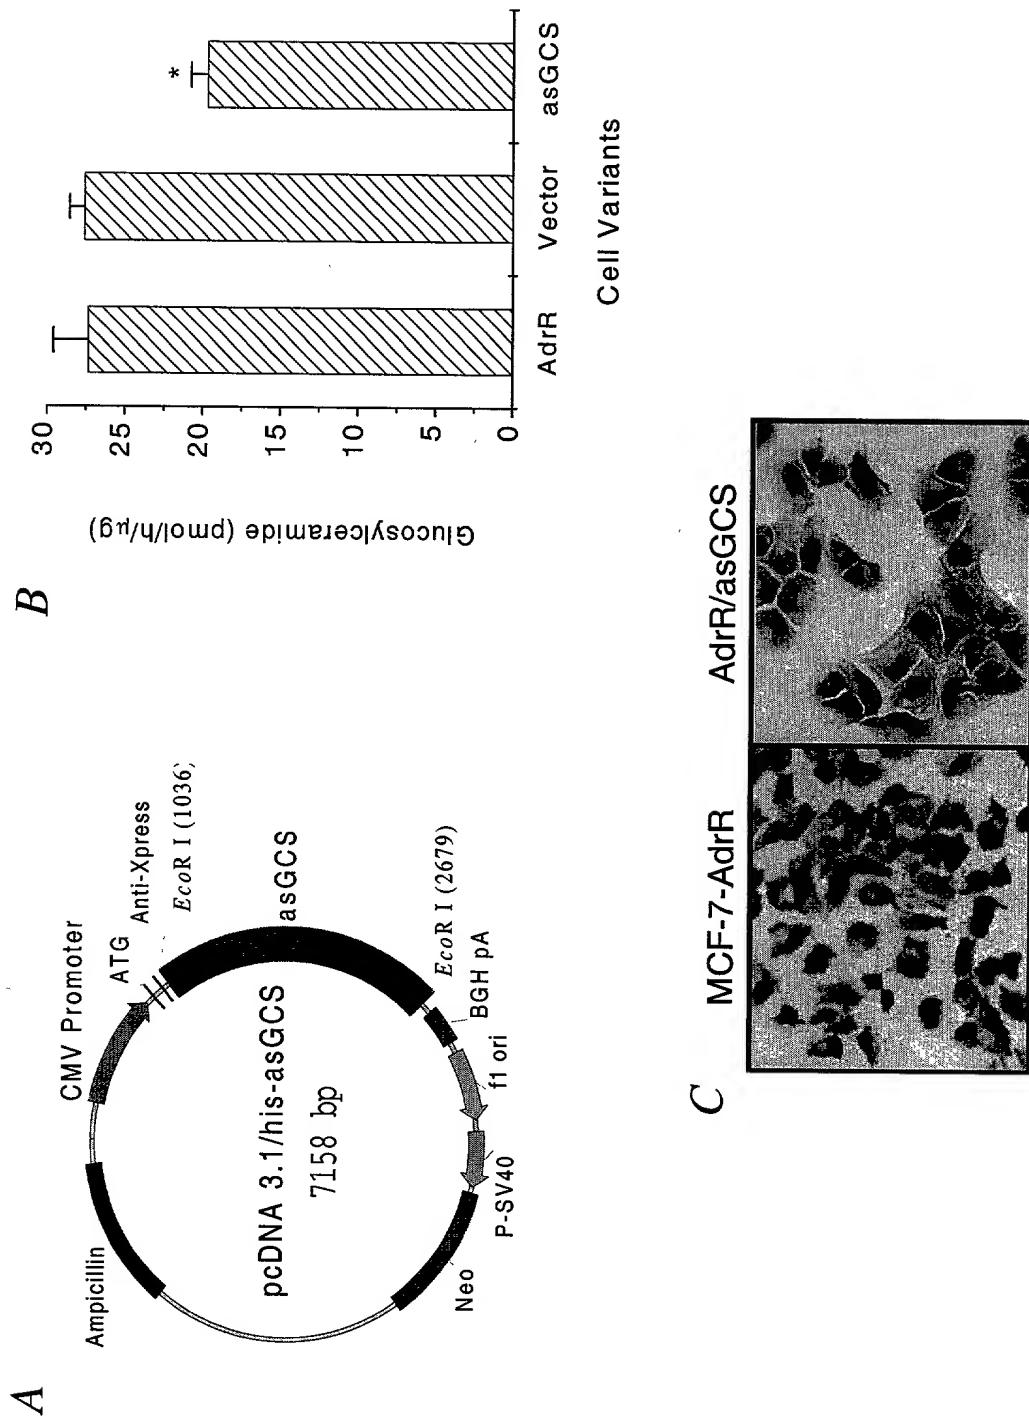 A
Ampicillin
CMV Promoter
ATG
Anti-Xpress
EcoR I (1036)
asGCS
EcoR I (2679)
BGH pA
f1 ori
P-SV40
Neo
pcDNA 3.1/his-asGCS
7158 bp
B
Glucosylceramide (pmol/h/µg)
30
25
20
15
10
5
0
*
AdrR
Vector
asGCS
Cell Variants
C
MCF-7-AdrR
AdrR/asGCS